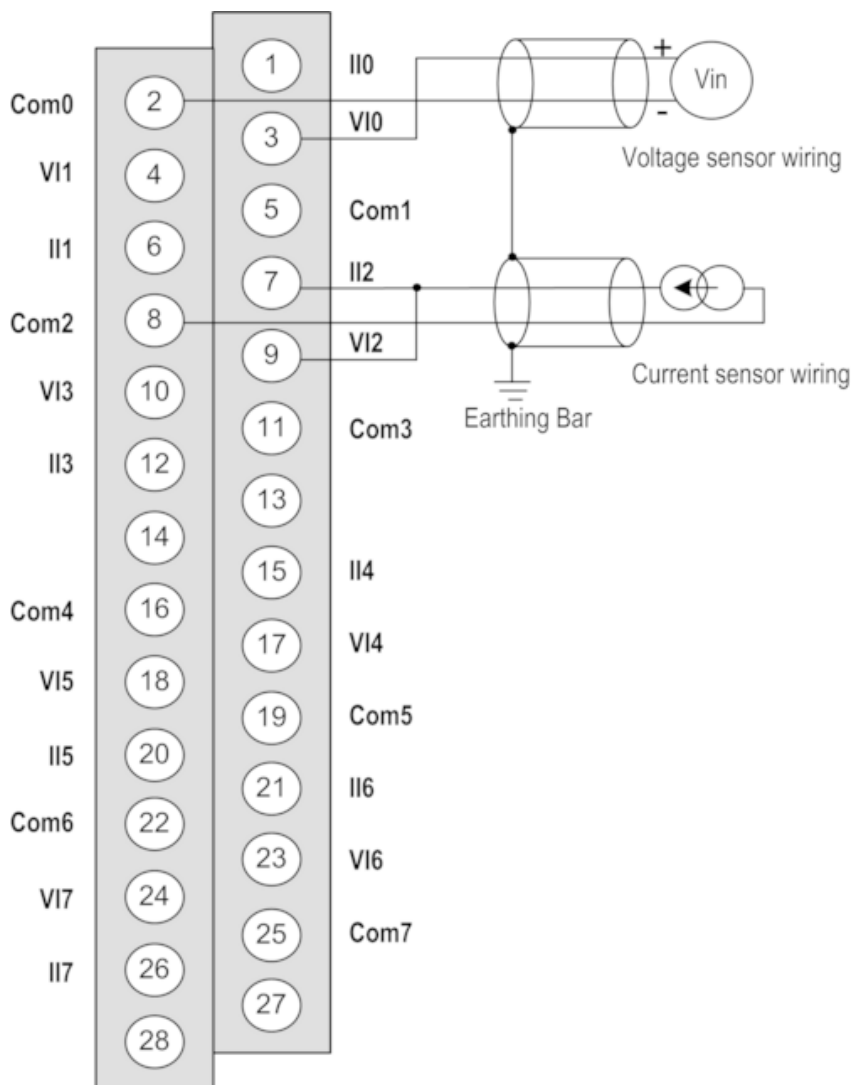 1 II0
+
Vin
Com0 2
-
3 VI0
Voltage sensor wiring
VI1 4
5 Com1
II1 6
7 II2
Com2 8
9 VI2
Current sensor wiring
VI3 10
Earthing Bar
11 Com3
II3 12
13
14
15 II4
Com4 16
17 VI4
VI5 18
19 Com5
II5 20
21 II6
Com6 22
23 VI6
VI7 24
25 Com7
II7 26
27
28